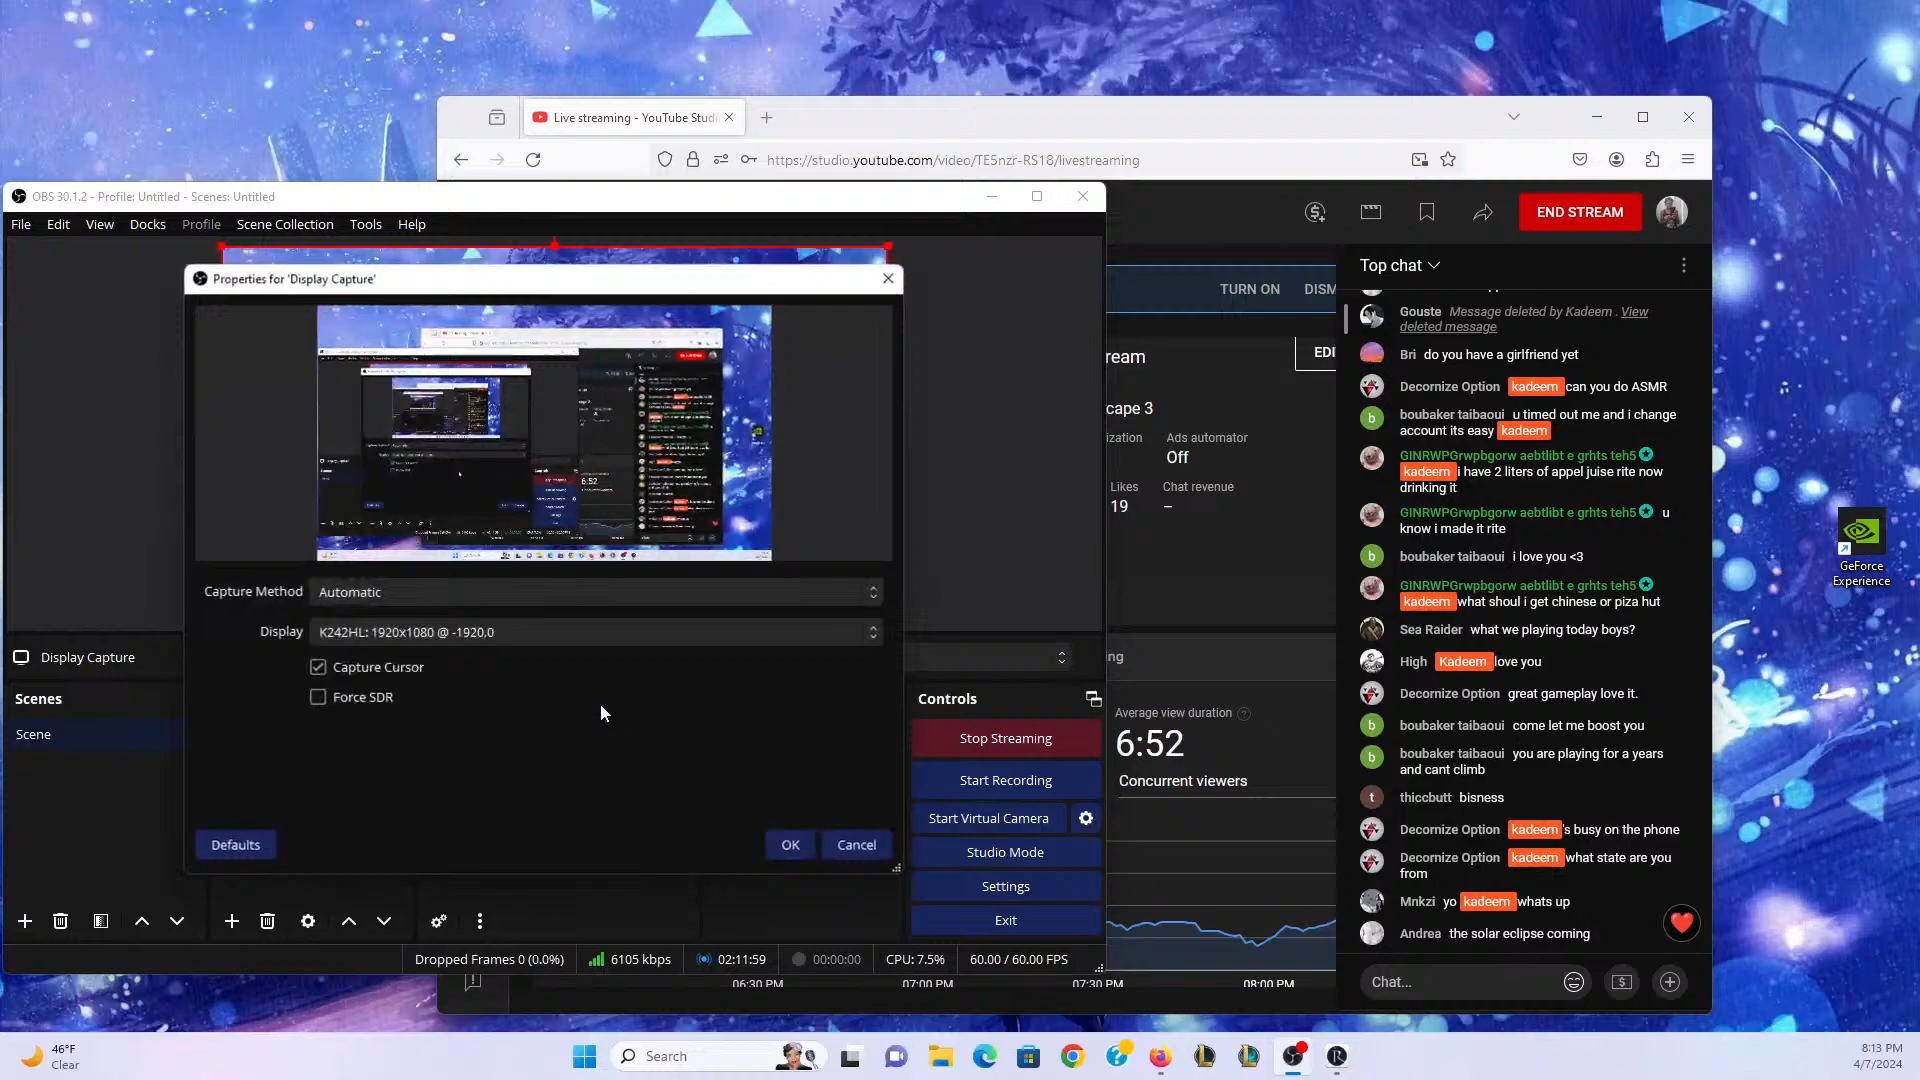 Live streaming - YouTube Studi
https://studio.youtube.com/video/TE5nzr-RS18/livestreaming
OBS 30.1.2 - Profile: Untitled - Scenes: Untitled
File Edit View Docks Profile Scene Collection Tools Help
END STREAM
Properties for 'Display Capture'
Capture Method Automatic
Display K242HL: 1920x1080 @ -1920,0
Capture Cursor
Force SDR
Defaults OK Cancel
Display Capture
Scenes
Scene
Controls
Stop Streaming
Start Recording
Start Virtual Camera
Studio Mode
Settings
Exit
Dropped Frames 0 (0.0%) 6105 kbps 02:11:59 00:00:00 CPU: 7.5% 60.00 / 60.00 FPS
TURN ON DISM
ream
EDI
cape 3
ization Ads automator
Off
Likes Chat revenue
19 –
ing
Average view duration ?
6:52
Concurrent viewers
06:30 PM 07:00 PM 07:30 PM 08:00 PM
Top chat
Gouste Message deleted by Kadeem . View
deleted message
Bri do you have a girlfriend yet
Decornize Option kadeem can you do ASMR
boubaker taibaoui u timed out me and i change
account its easy kadeem
GINRWPGrwpbgorw aebtlibt e grhts teh5
kadeem i have 2 liters of appel juise rite now
drinking it
GINRWPGrwpbgorw aebtlibt e grhts teh5 u
know i made it rite
b boubaker taibaoui i love you <3
GINRWPGrwpbgorw aebtlibt e grhts teh5
kadeem what shoul i get chinese or piza hut
Sea Raider what we playing today boys?
High Kadeem love you
Decornize Option great gameplay love it.
b boubaker taibaoui come let me boost you
b boubaker taibaoui you are playing for a years
and cant climb
t thiccbutt bisness
Decornize Option kadeem 's busy on the phone
Decornize Option kadeem what state are you
from
Mnkzi yo kadeem whats up
Andrea the solar eclipse coming
Chat...
GeForce
Experience
46°F
Clear
Search
8:13 PM
4/7/2024